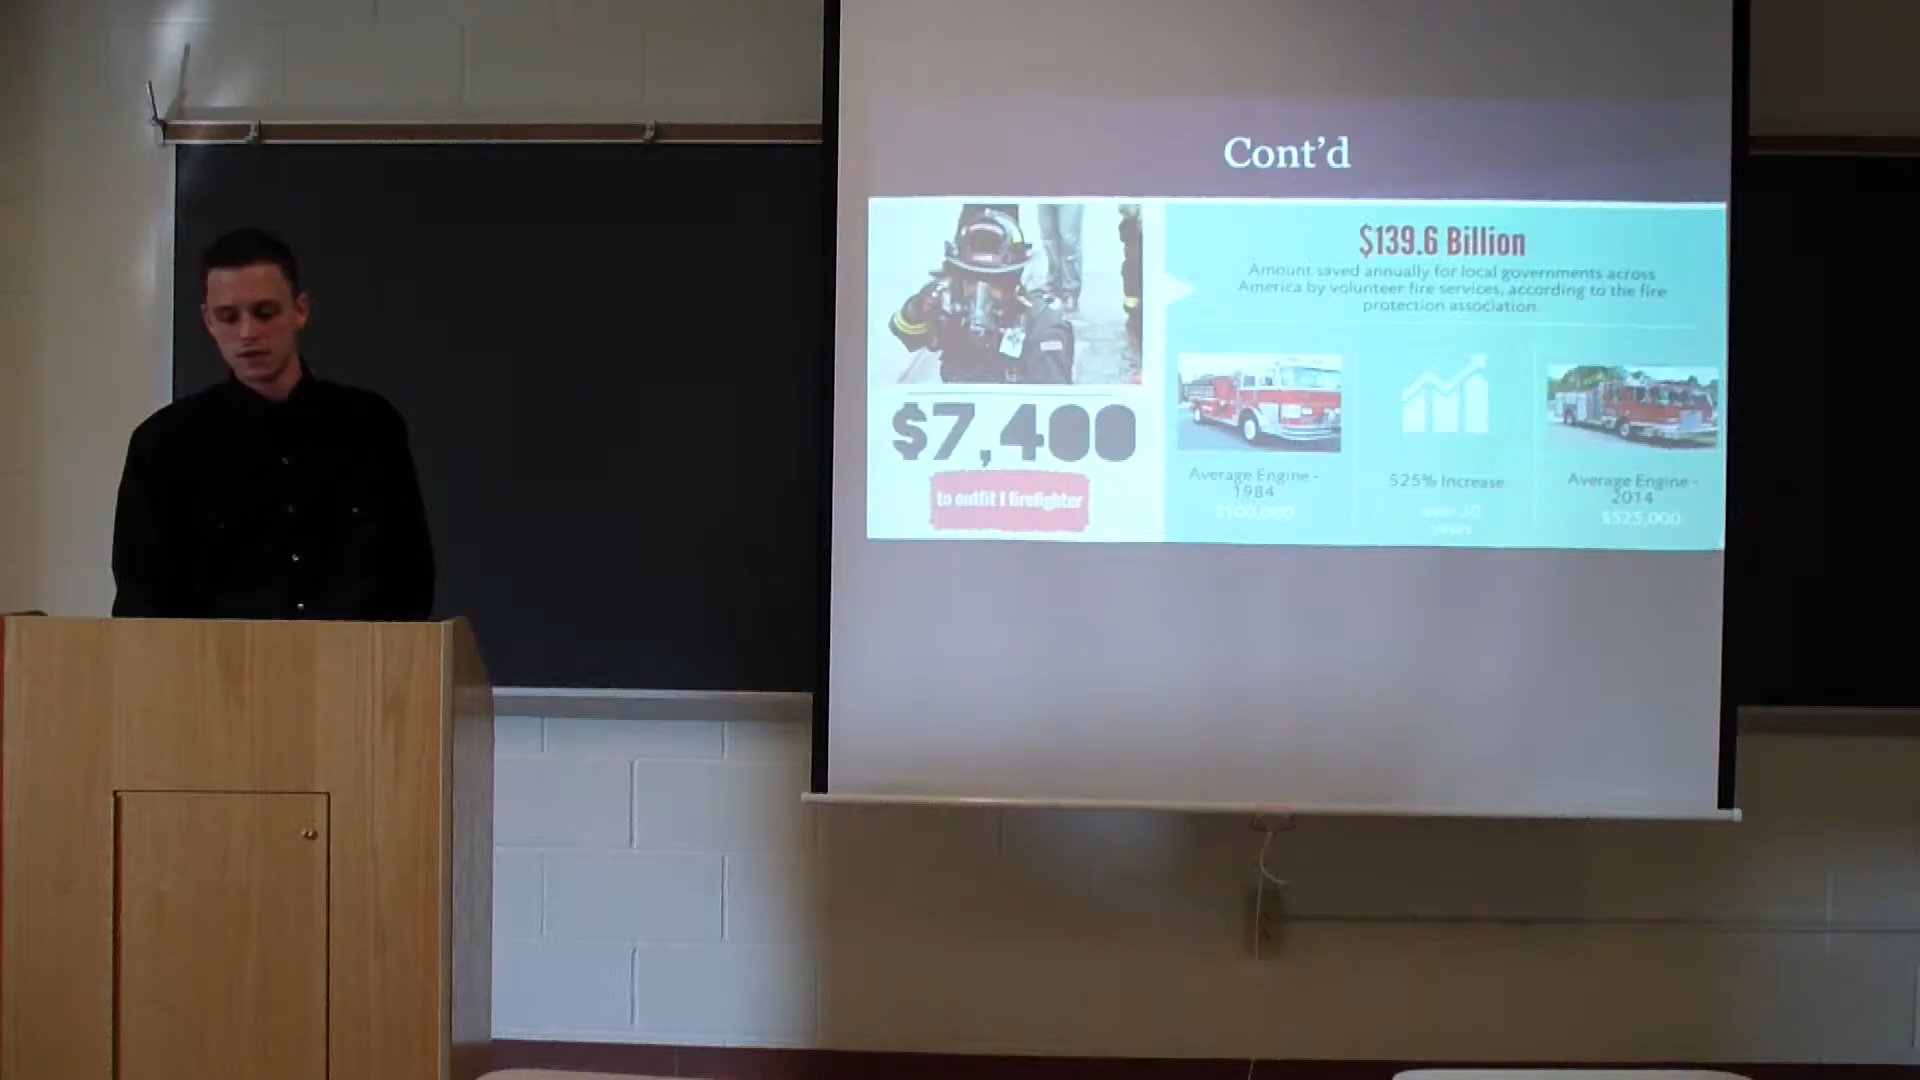 Cont’d
$7,400
to outfit 1 firefighter
$139.6 Billion
Amount saved annually for local governments across
America by volunteer fire services, according to the fire
protection association.
Average Engine -
1984
$100,000
525% Increase
over 30
years
Average Engine -
2014
$525,000